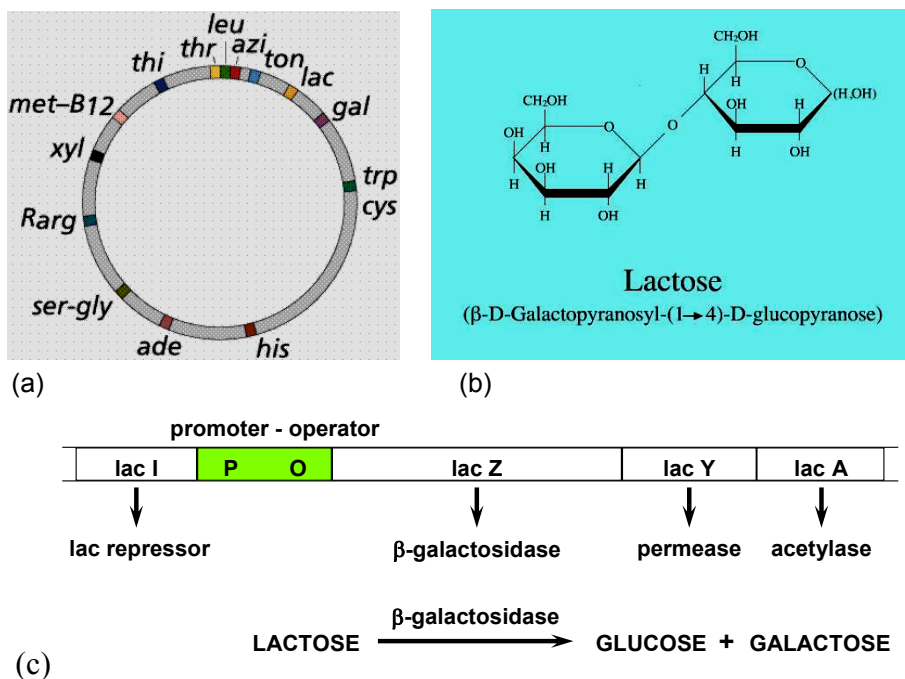 leu
thr
azi
ton
lac
gal
thi
met–B12
xyl
Rarg
ser-gly
ade
his
trp
cys
(a)
CH₂OH
H
O
H
(H,OH)
OH
H
H
H
OH
O
CH₂OH
OH
O
H
OH
H
H
H
H
OH
Lactose
(β-D-Galactopyranosyl-(1→4)-D-glucopyranose)
(b)
promoter - operator
lac I P O lac Z lac Y lac A
lac repressor β-galactosidase permease acetylase
β-galactosidase
LACTOSE GLUCOSE + GALACTOSE
(c)